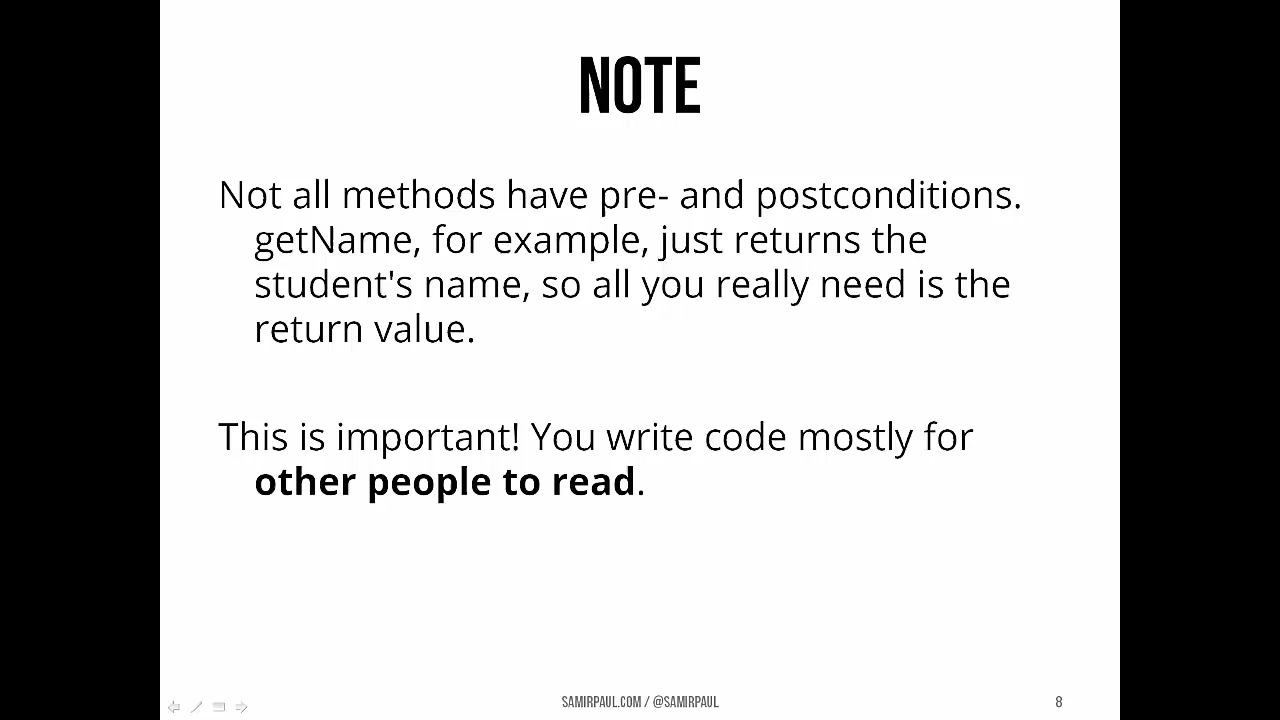 NOTE
Not all methods have pre- and postconditions.
getName, for example, just returns the
student's name, so all you really need is the
return value.
This is important! You write code mostly for
other people to read.
SAMIRPAUL.COM / @SAMIRPAUL
8